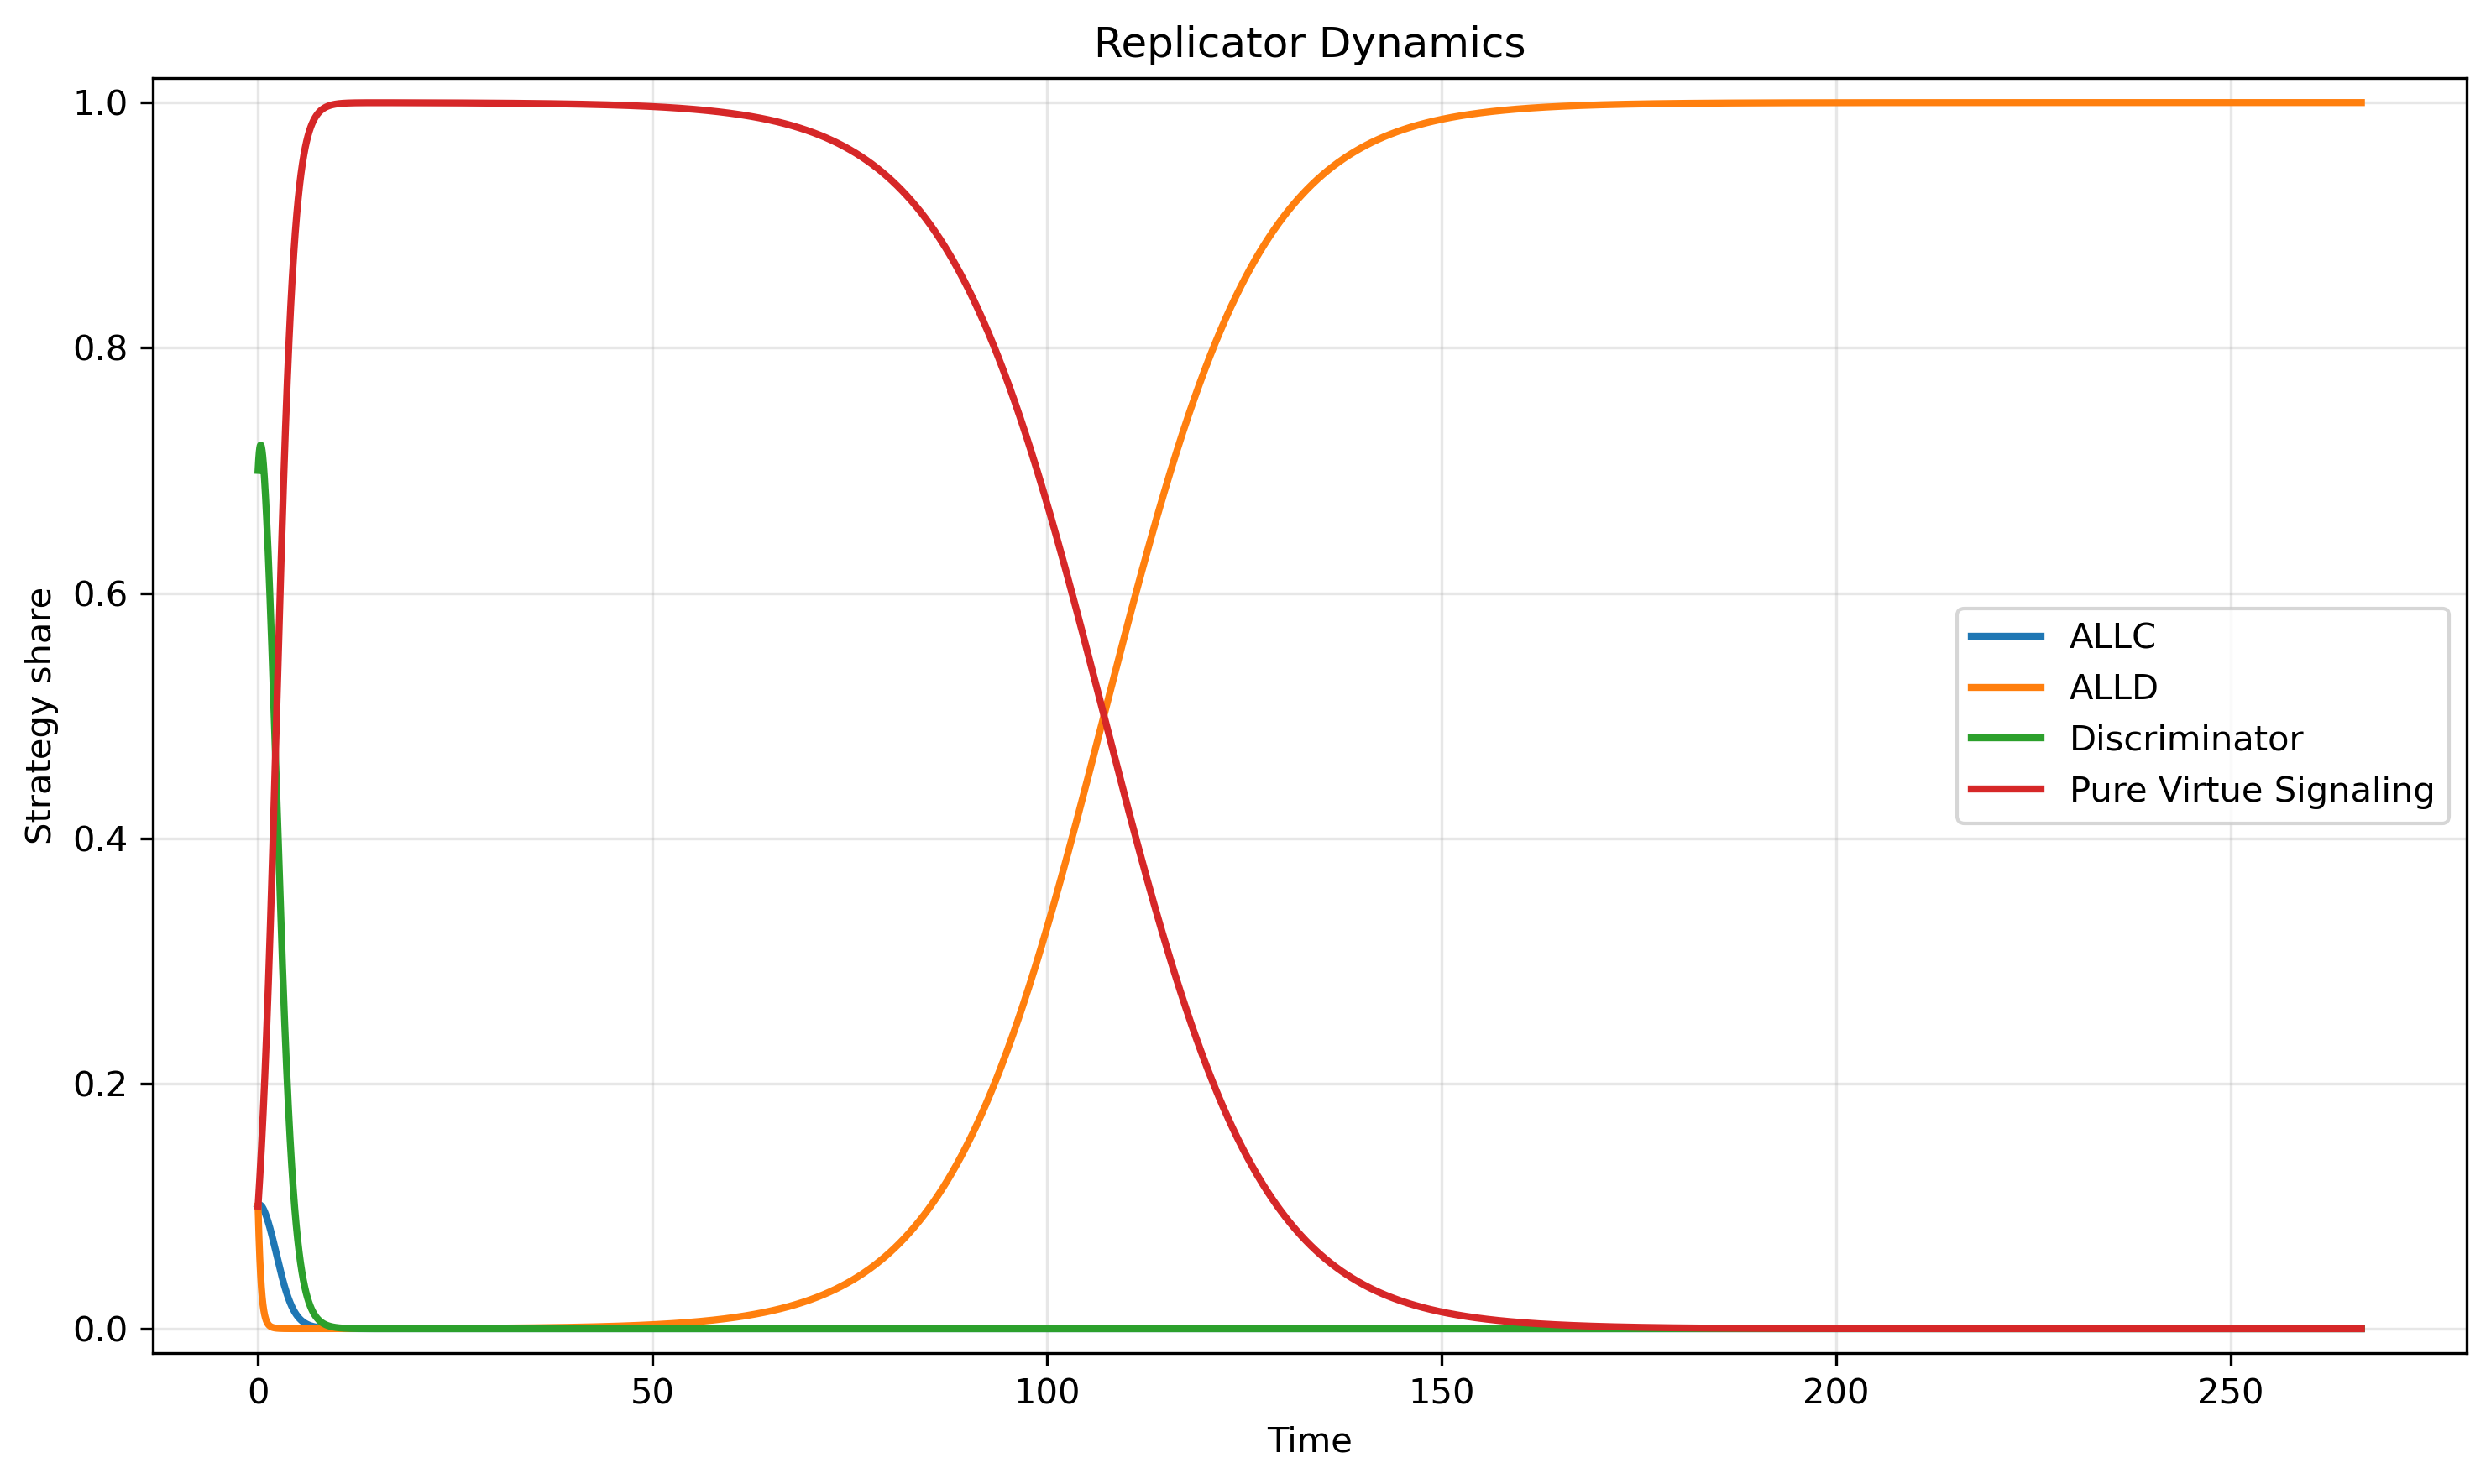 Replicator Dynamics
Strategy share
1.0
0.8
0.6
0.4
0.2
0.0
ALLC
ALLD
Discriminator
Pure Virtue Signaling
0
50
100
150
200
250
Time